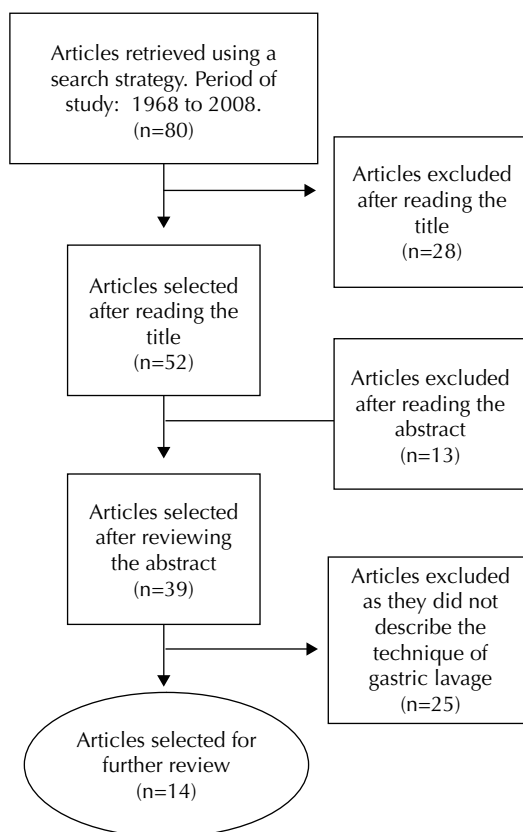 Articles retrieved using a
search strategy. Period of
study: 1968 to 2008.
(n=80)
Articles excluded
after reading the
title
(n=28)
Articles selected
after reading the
title
(n=52)
Articles excluded
after reading the
abstract
(n=13)
Articles selected
after reviewing
the abstract
(n=39)
Articles excluded
as they did not
describe the
technique of
gastric lavage
(n=25)
Articles selected for
further review
(n=14)